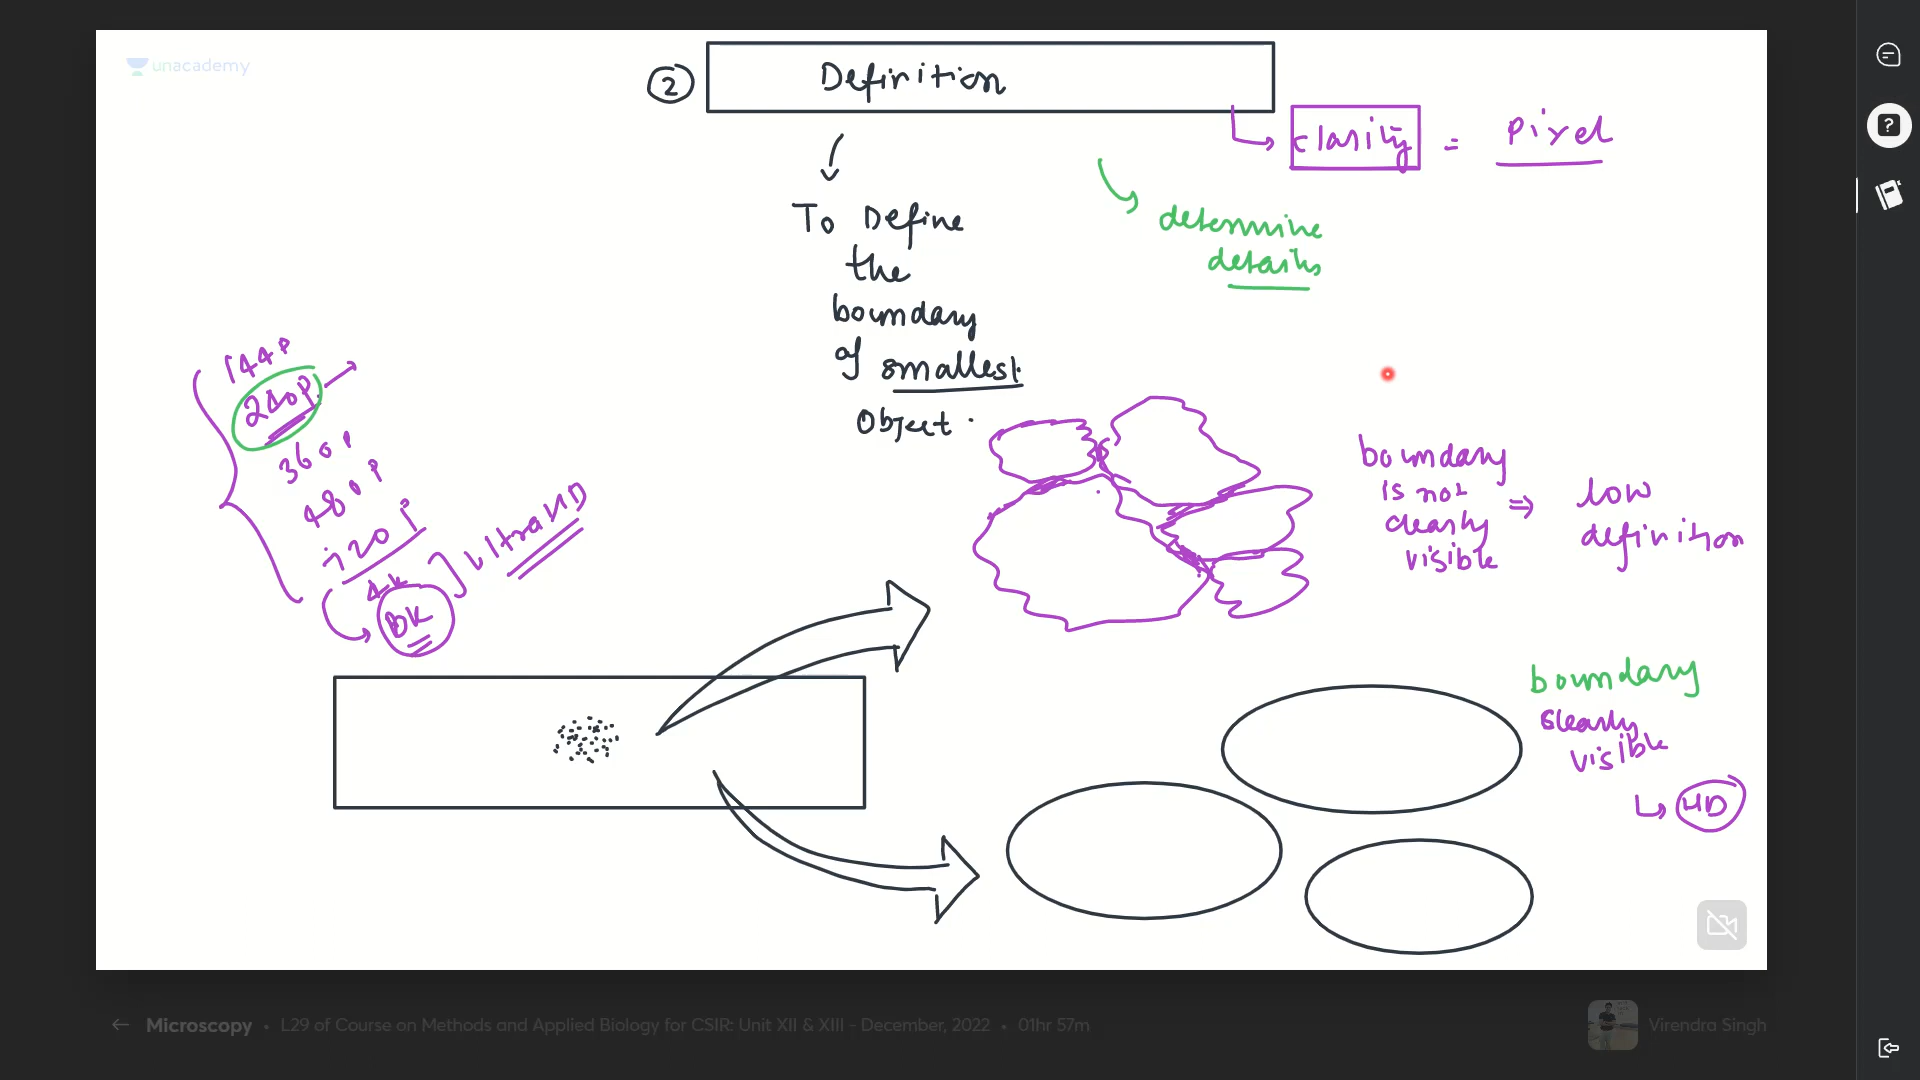 unacademy
2 Definition
clarity = Pixel
To Define
the
boundary
of smallest
Object.
determine
details
144P
240P
360P
480P
720P
4K
8K
UltraHD
boundary
is not
clearly
visible
⇒ low
definition
boundary
clearly
visible
HD
← Microscopy • L29 of Course on Methods and Applied Biology for CSIR: Unit XII & XIII - December, 2022 • 01hr 57m
Virendra Singh